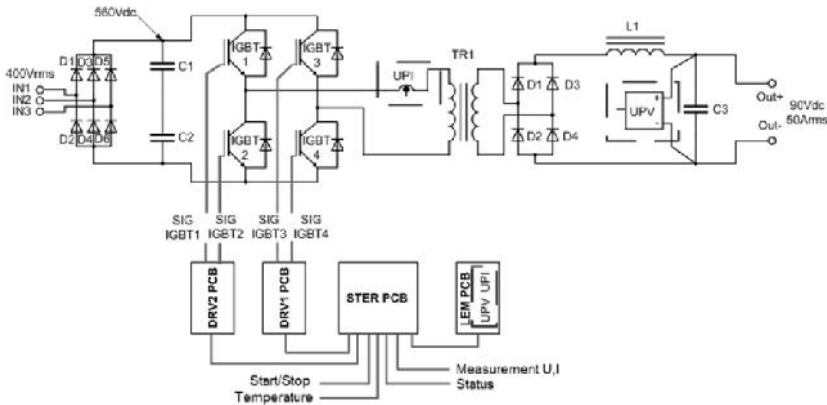 560Vdc
L1
D1 D3 D5
IGBT
1
IGBT
3
TR1
400Vrms
IN1
IN2
IN3
C1
UPI
D1
D3
UPV
+
-
C3
Out+
Out-
90Vdc
50Arms
D2 D4 D6
C2
IGBT
2
IGBT
4
D2
D4
SIG
IGBT1
SIG
IGBT2
SIG
IGBT3
SIG
IGBT4
DRV2 PCB
DRV1 PCB
STER PCB
LEM PCB
UPV UPI
Start/Stop
Temperature
Measurement U,I
Status